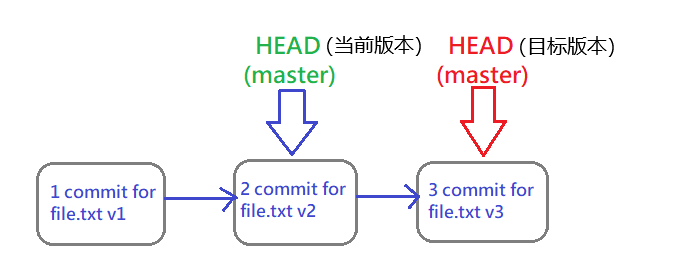 HEAD (当前版本)
(master)
HEAD (目标版本)
(master)
1 commit for
file.txt v1
2 commit for
file.txt v2
3 commit for
file.txt v3